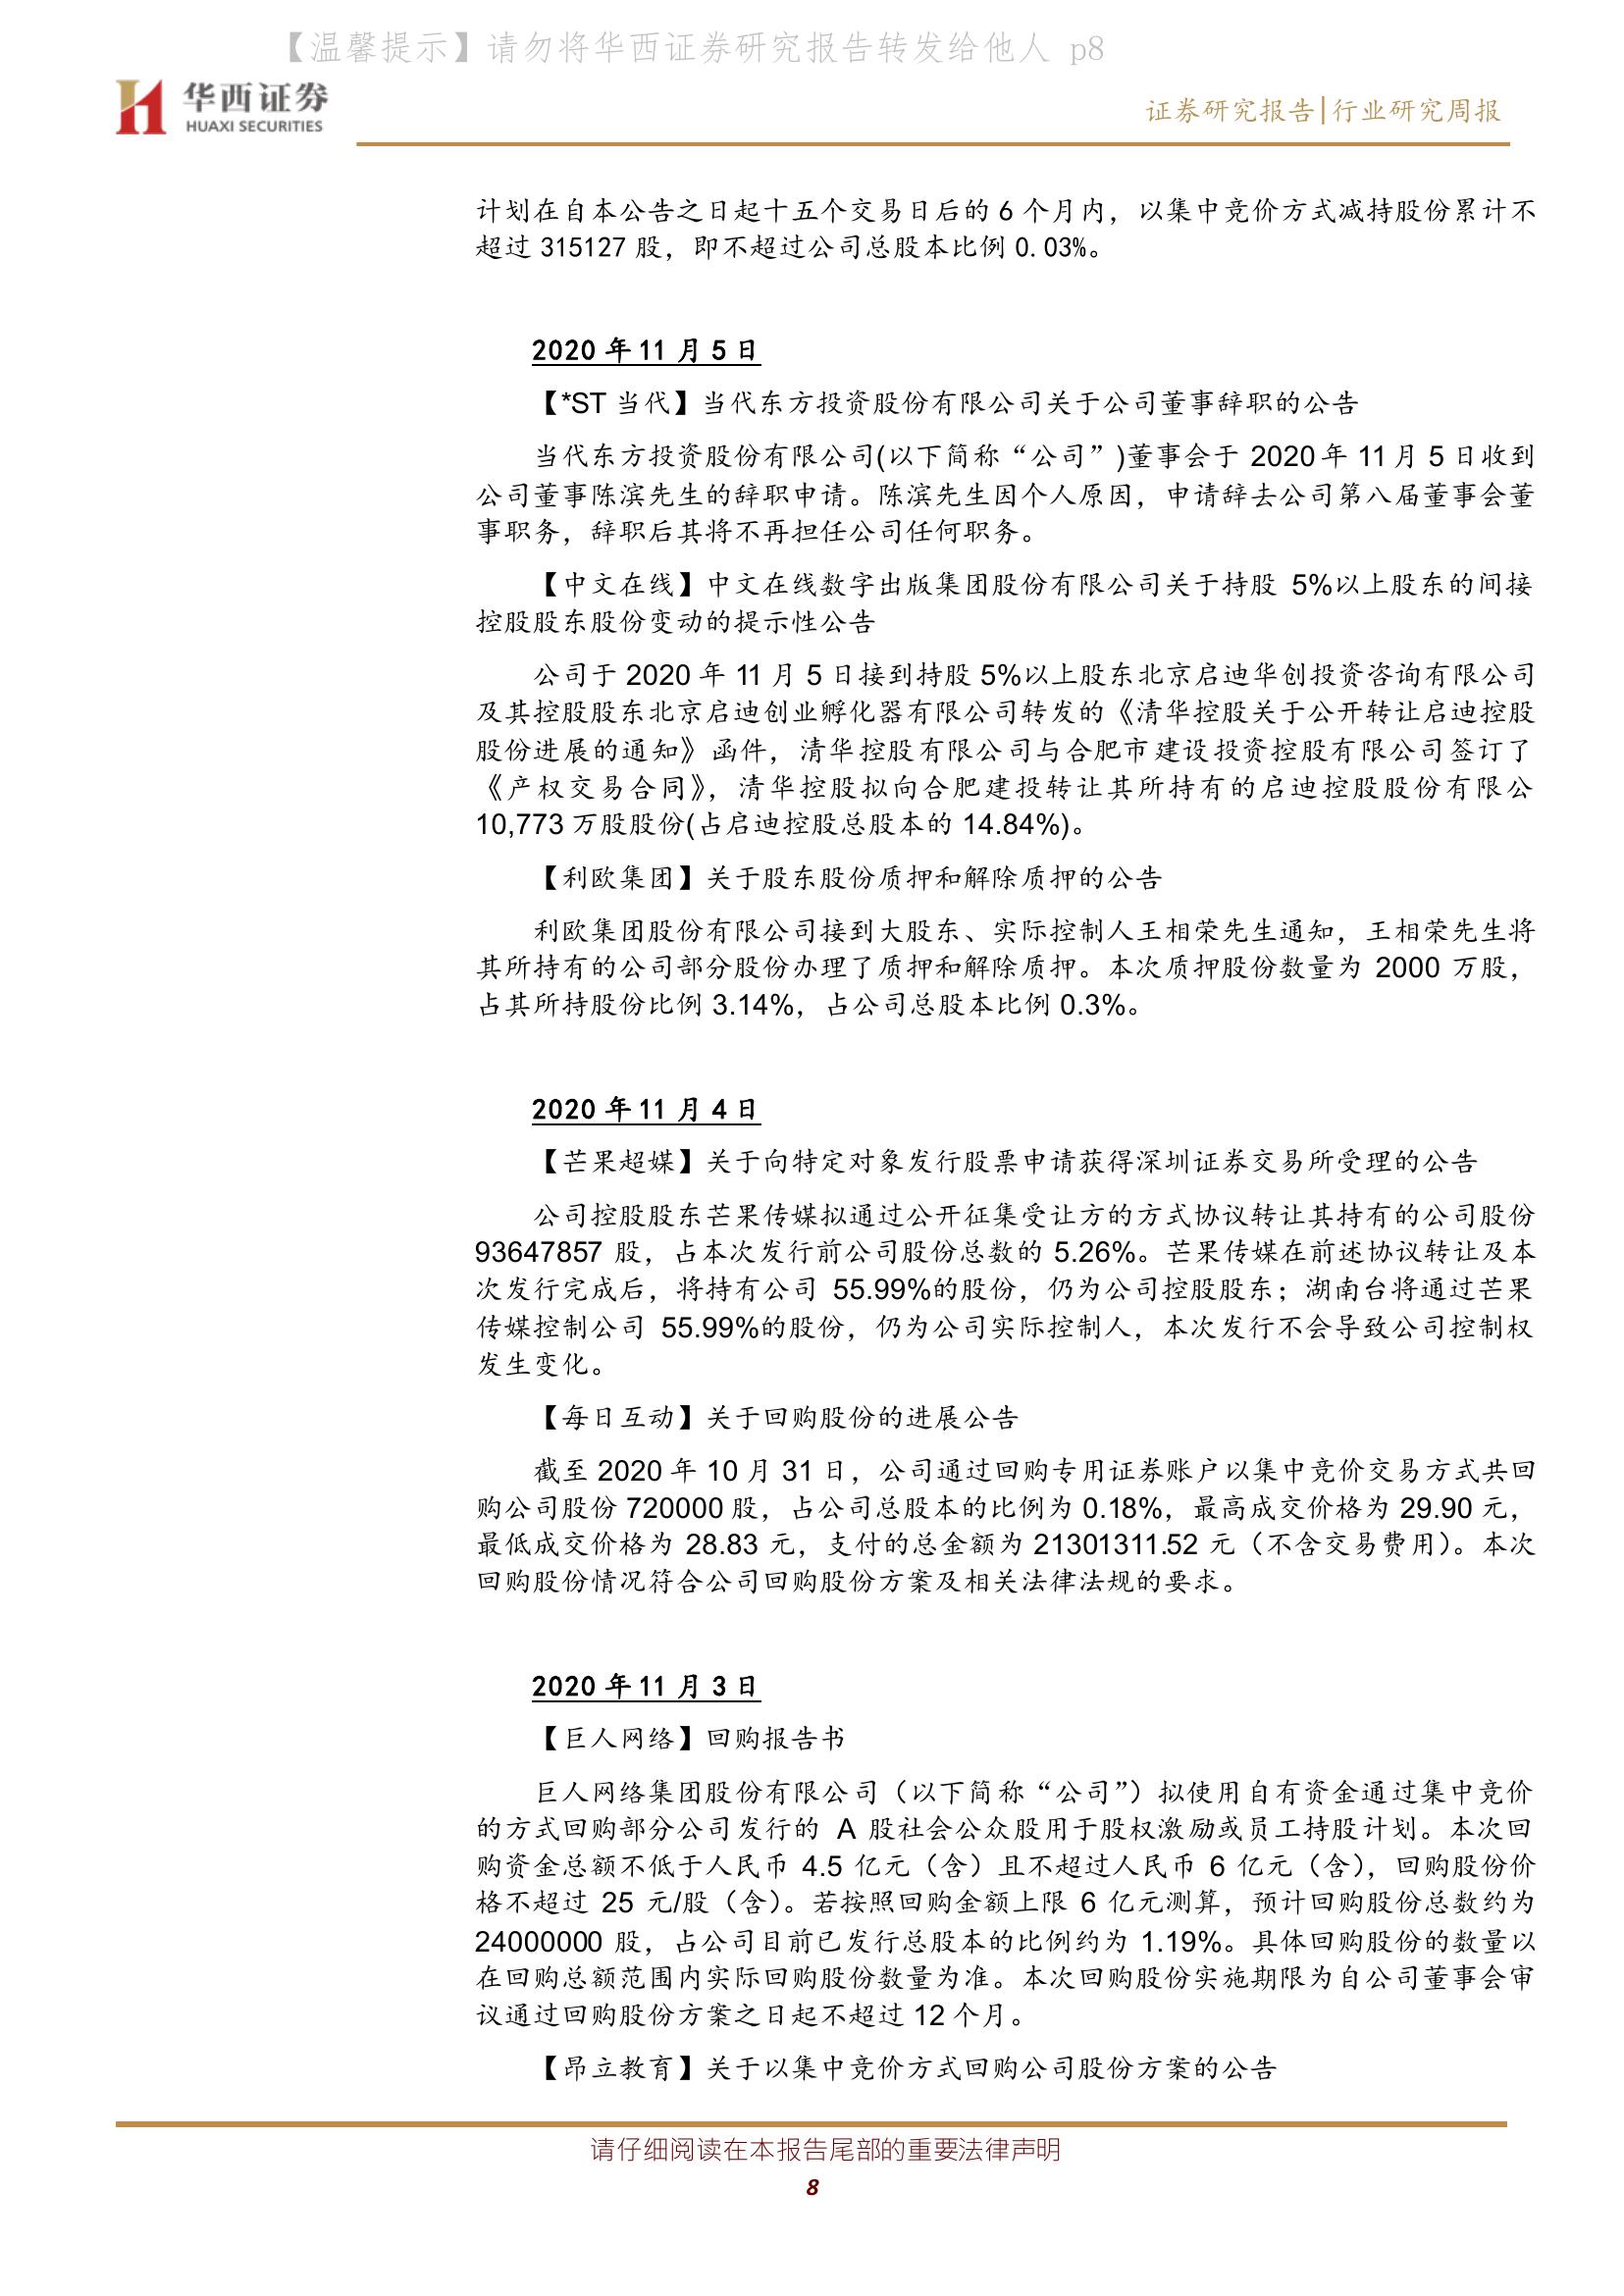 【温馨提示】请勿将华西证券研究报告转发给他人 p8
华西证券
HUAXI SECURITIES
证券研究报告|行业研究周报
计划在自本公告之日起十五个交易日后的 6 个月内，以集中竞价方式减持股份累计不
超过 315127 股，即不超过公司总股本比例 0.03%。
2020 年 11 月 5 日
【*ST 当代】当代东方投资股份有限公司关于公司董事辞职的公告
当代东方投资股份有限公司(以下简称“公司”)董事会于 2020 年 11 月 5 日收到
公司董事陈滨先生的辞职申请。陈滨先生因个人原因，申请辞去公司第八届董事会董
事职务，辞职后其将不再担任公司任何职务。
【中文在线】中文在线数字出版集团股份有限公司关于持股 5%以上股东的间接
控股股东股份变动的提示性公告
公司于 2020 年 11 月 5 日接到持股 5%以上股东北京启迪华创投资咨询有限公司
及其控股股东北京启迪创业孵化器有限公司转发的《清华控股关于公开转让启迪控股
股份进展的通知》函件，清华控股有限公司与合肥市建设投资控股有限公司签订了
《产权交易合同》，清华控股拟向合肥建投转让其所持有的启迪控股股份有限公
10,773 万股股份(占启迪控股总股本的 14.84%)。
【利欧集团】关于股东股份质押和解除质押的公告
利欧集团股份有限公司接到大股东、实际控制人王相荣先生通知，王相荣先生将
其所持有的公司部分股份办理了质押和解除质押。本次质押股份数量为 2000 万股，
占其所持股份比例 3.14%，占公司总股本比例 0.3%。
2020 年 11 月 4 日
【芒果超媒】关于向特定对象发行股票申请获得深圳证券交易所受理的公告
公司控股股东芒果传媒拟通过公开征集受让方的方式协议转让其持有的公司股份
93647857 股，占本次发行前公司股份总数的 5.26%。芒果传媒在前述协议转让及本
次发行完成后，将持有公司 55.99%的股份，仍为公司控股股东；湖南台将通过芒果
传媒控制公司 55.99%的股份，仍为公司实际控制人，本次发行不会导致公司控制权
发生变化。
【每日互动】关于回购股份的进展公告
截至 2020 年 10 月 31 日，公司通过回购专用证券账户以集中竞价交易方式共回
购公司股份 720000 股，占公司总股本的比例为 0.18%，最高成交价格为 29.90 元，
最低成交价格为 28.83 元，支付的总金额为 21301311.52 元（不含交易费用）。本次
回购股份情况符合公司回购股份方案及相关法律法规的要求。
2020 年 11 月 3 日
【巨人网络】回购报告书
巨人网络集团股份有限公司（以下简称“公司”）拟使用自有资金通过集中竞价
的方式回购部分公司发行的 A 股社会公众股用于股权激励或员工持股计划。本次回
购资金总额不低于人民币 4.5 亿元（含）且不超过人民币 6 亿元（含），回购股份价
格不超过 25 元/股（含）。若按照回购金额上限 6 亿元测算，预计回购股份总数约为
24000000 股，占公司目前已发行总股本的比例约为 1.19%。具体回购股份的数量以
在回购总额范围内实际回购股份数量为准。本次回购股份实施期限为自公司董事会审
议通过回购股份方案之日起不超过 12 个月。
【昂立教育】关于以集中竞价方式回购公司股份方案的公告
请仔细阅读在本报告尾部的重要法律声明
8